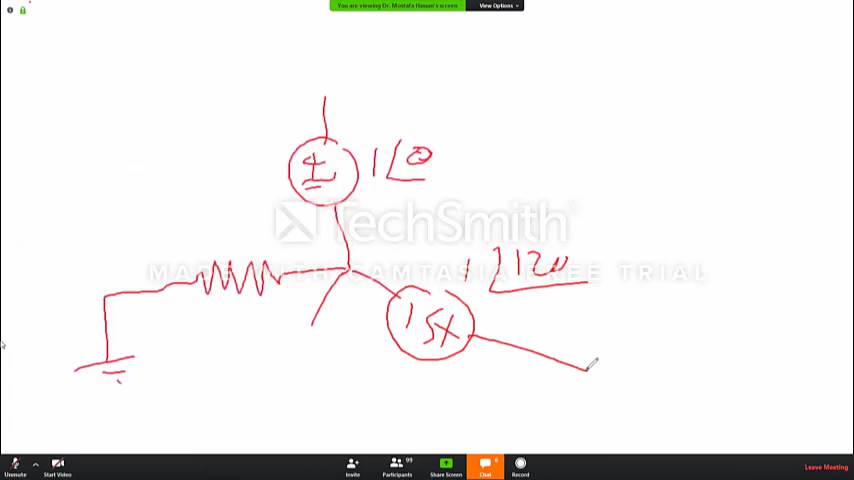 You are viewing Dr. Mostafa Hassan's screen
View Options
1 0
TechSmith
MADE WITH CAMTASIA FREE TRIAL
1 120
Unmute
Start Video
Invite
Participants
99
Share Screen
Chat
6
Record
Leave Meeting